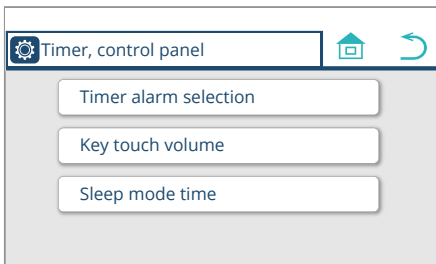 Timer, control panel
Timer alarm selection
Key touch volume
Sleep mode time